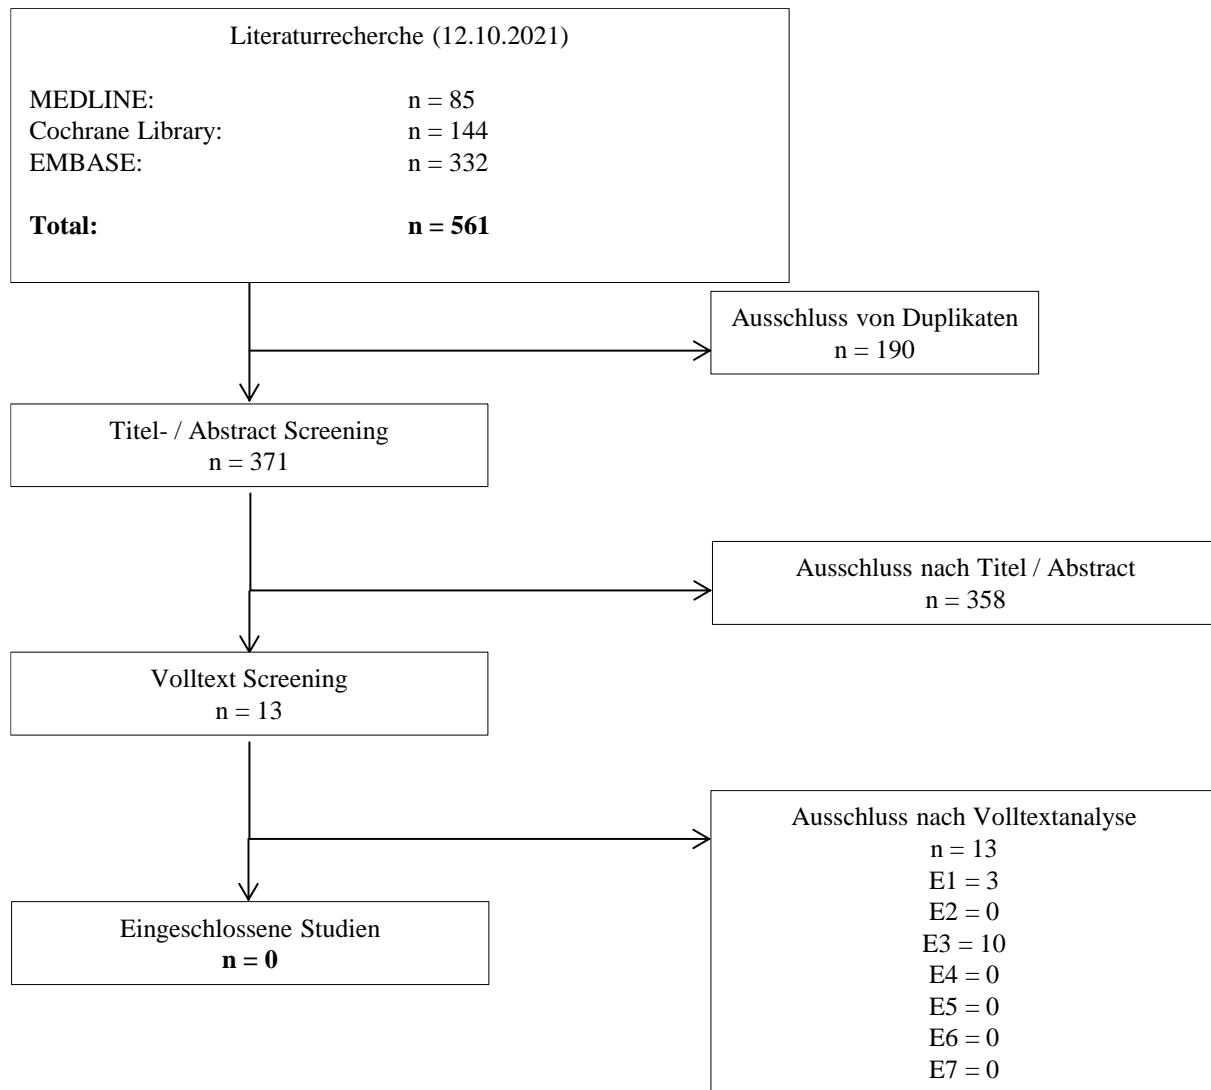 Literaturrecherche (12.10.2021)
MEDLINE: n = 85
Cochrane Library: n = 144
EMBASE: n = 332
Total: n = 561
Ausschluss von Duplikaten
n = 190
Titel- / Abstract Screening
n = 371
Ausschluss nach Titel / Abstract
n = 358
Volltext Screening
n = 13
Ausschluss nach Volltextanalyse
n = 13
E1 = 3
E2 = 0
E3 = 10
E4 = 0
E5 = 0
E6 = 0
E7 = 0
Eingeschlossene Studien
n = 0